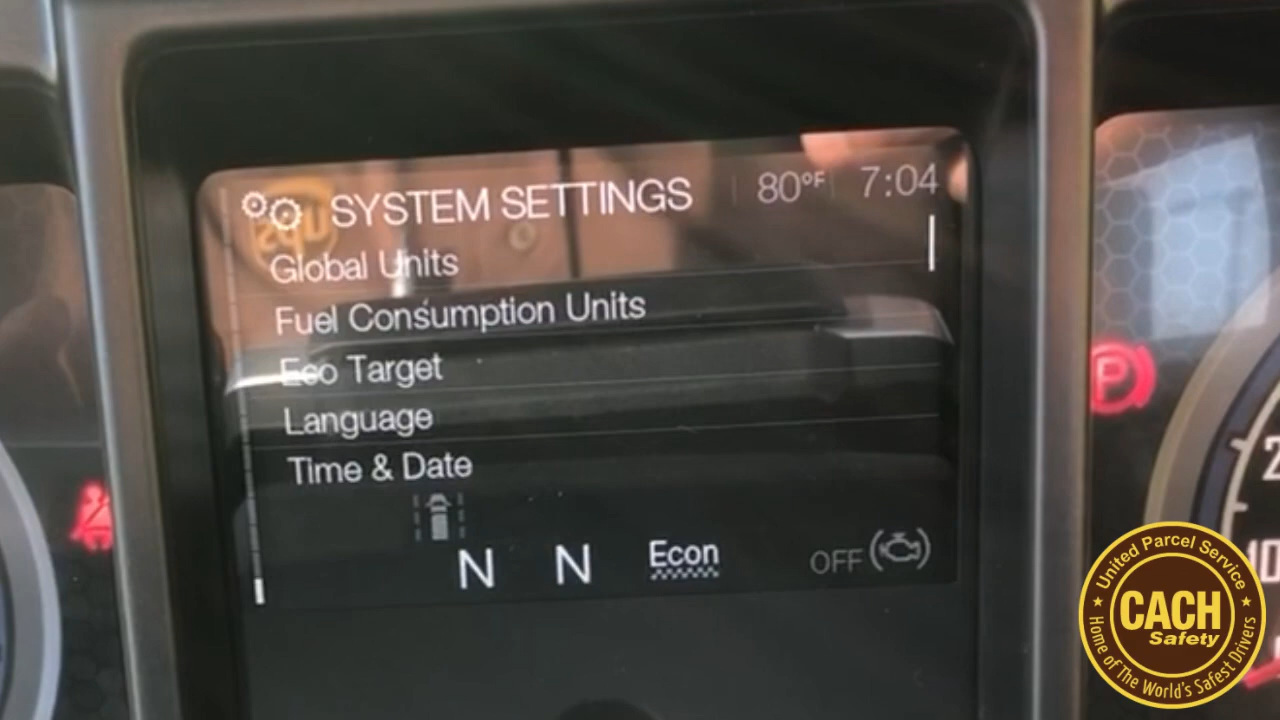 SYSTEM SETTINGS 80°F 7:04
Global Units
Fuel Consumption Units
Eco Target
Language
Time & Date
N N Econ OFF
P
United Parcel Service
CACH
Safety
Home of The World's Safest Drivers